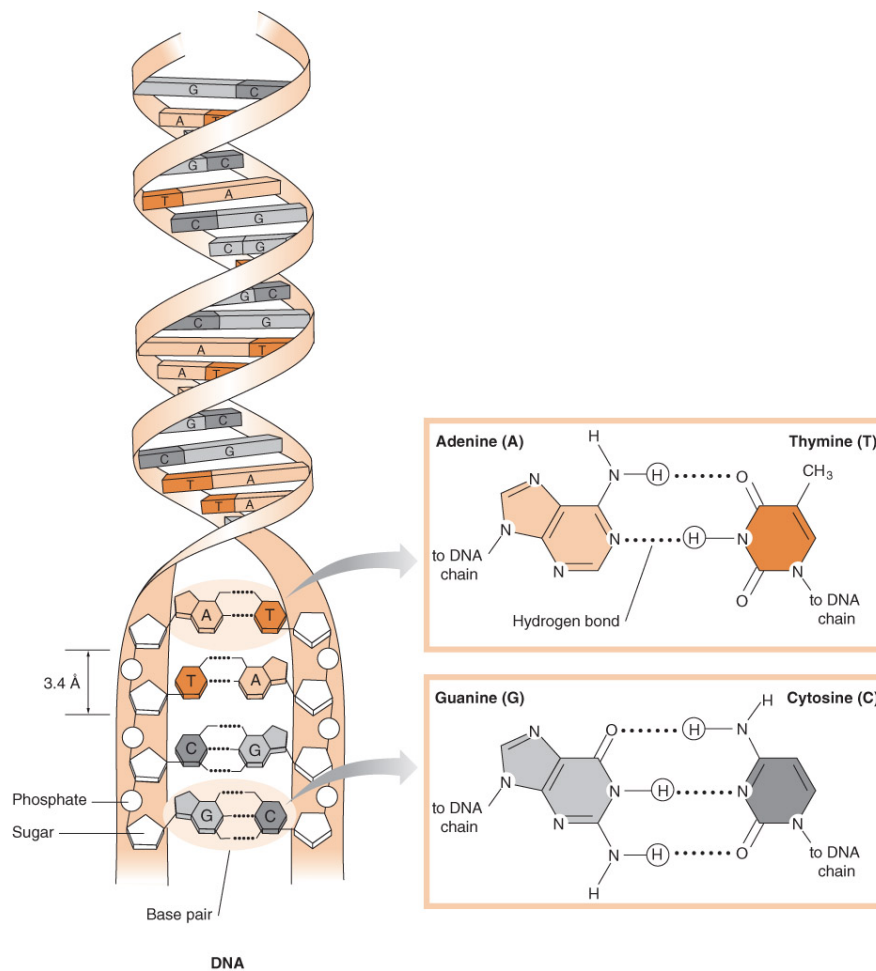 G C
A T
G C
T A
C G
C G
G C
C G
A T
A T
G C
C G
T A
T A
A T
T A
C G
G C
3.4 Å
Phosphate
Sugar
Base pair
DNA
Adenine (A) Thymine (T)
H
N H O CH3
N
N N H N
to DNA
chain
N
N
O
to DNA
chain
Hydrogen bond
Guanine (G) Cytosine (C)
H
O H N
N
N N H N
to DNA
chain
N
N
N H O
to DNA
chain
H